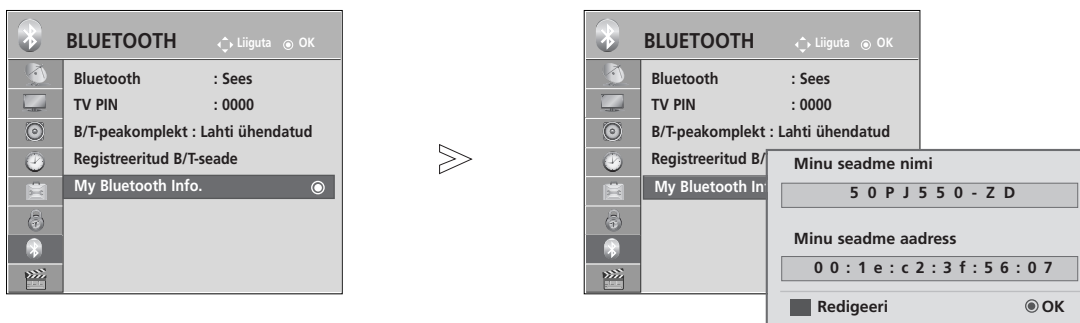 BLUETOOTH Liiguta OK
Bluetooth : Sees
TV PIN : 0000
B/T-peakomplekt : Lahti ühendatud
Registreeritud B/T-seade
My Bluetooth Info.
BLUETOOTH Liiguta OK
Bluetooth : Sees
TV PIN : 0000
B/T-peakomplekt : Lahti ühendatud
Registreeritud B/
My Bluetooth In
Minu seadme nimi
50PJ550-ZD
Minu seadme aadress
00:1e:c2:3f:56:07
Redigeeri OK